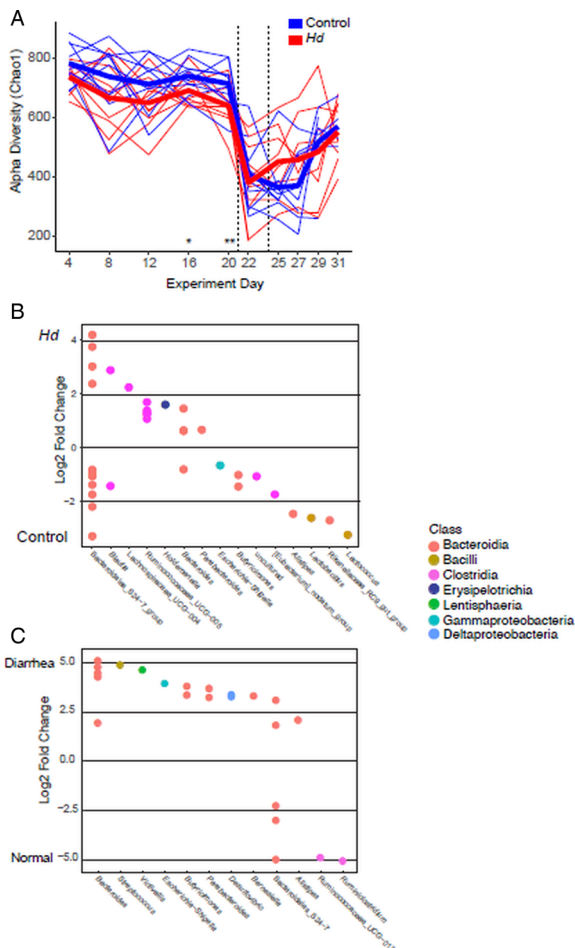 A
Control
Hd
Alpha Diversity (Chao1)
800
600
400
200
* **
4 8 12 16 20 22 25 27 29 31
Experiment Day
B
Hd
Log2 Fold Change
4
2
0
−2
Control
Bacteroidales_S24-7_group
Blautia
Lachnospiraceae_UCG-004
Ruminococcaceae_UCG-005
Holdemanella
Bacteroides
Parabacteroides
Escherichia-Shigella
Butyricimonas
uncultured
[Eubacterium]_nodatum_group
Alistipes
Lactobacillus
Rikenellaceae_RC9_gut_group
Lactococcus
Class
Bacteroidia
Bacilli
Clostridia
Erysipelotrichia
Lentisphaeria
Gammaproteobacteria
Deltaproteobacteria
C
Diarrhea
Log2 Fold Change
5.0
2.5
0.0
−2.5
−5.0
Normal
Bacteroides
Streptococcus
Victivallis
Escherichia-Shigella
Butyricimonas
Parabacteroides
Desulfovibrio
Barnesiella
Bacteroidales_S24-7
Alistipes
Ruminococcaceae_UCG-01
Ruminiclostridium